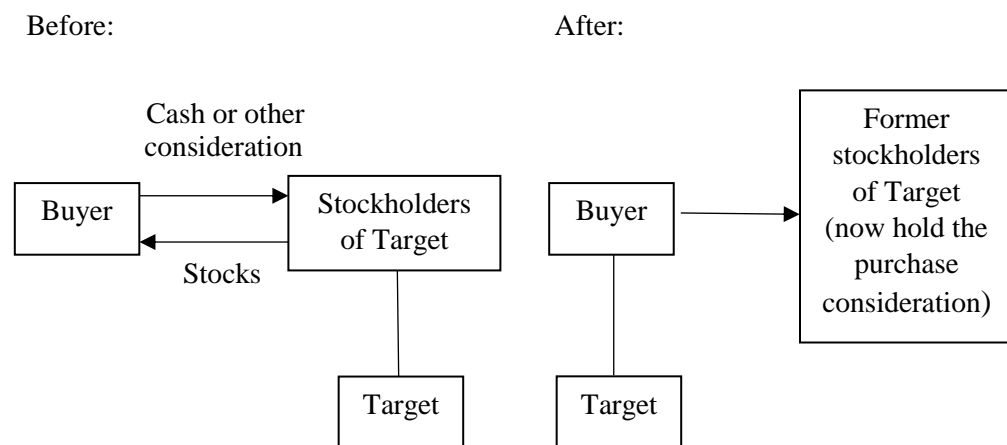 Before:
Cash or other
consideration
Buyer
Stockholders
of Target
Stocks
Target
After:
Buyer
Former
stockholders
of Target
(now hold the
purchase
consideration)
Target